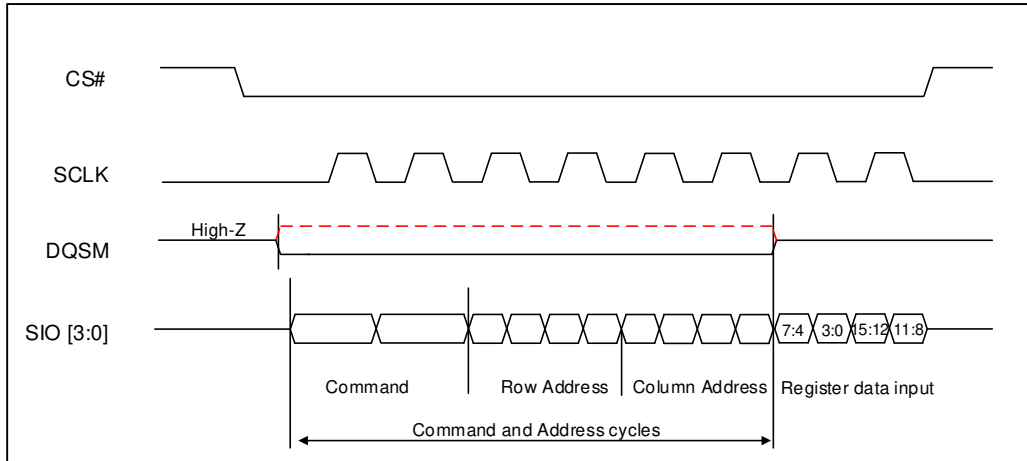 CS#
SCLK
High-Z
DQSM
SIO [3:0]
7:4 3:0 15:12 11:8
Command Row Address Column Address Register data input
Command and Address cycles